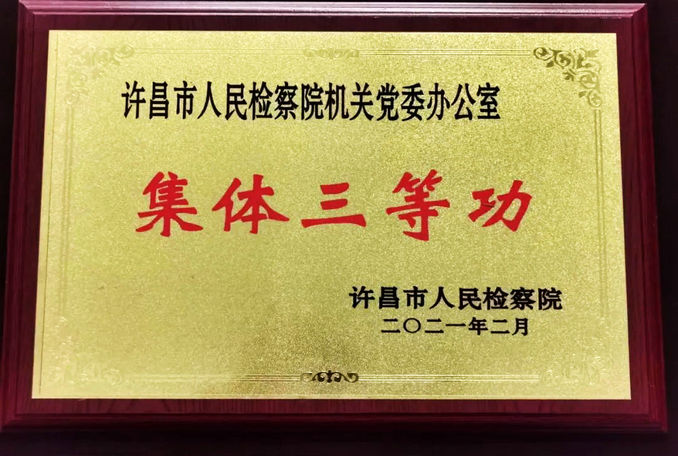 许昌市人民检察院机关党委办公室
集体三等功
许昌市人民检察院
二〇二一年二月